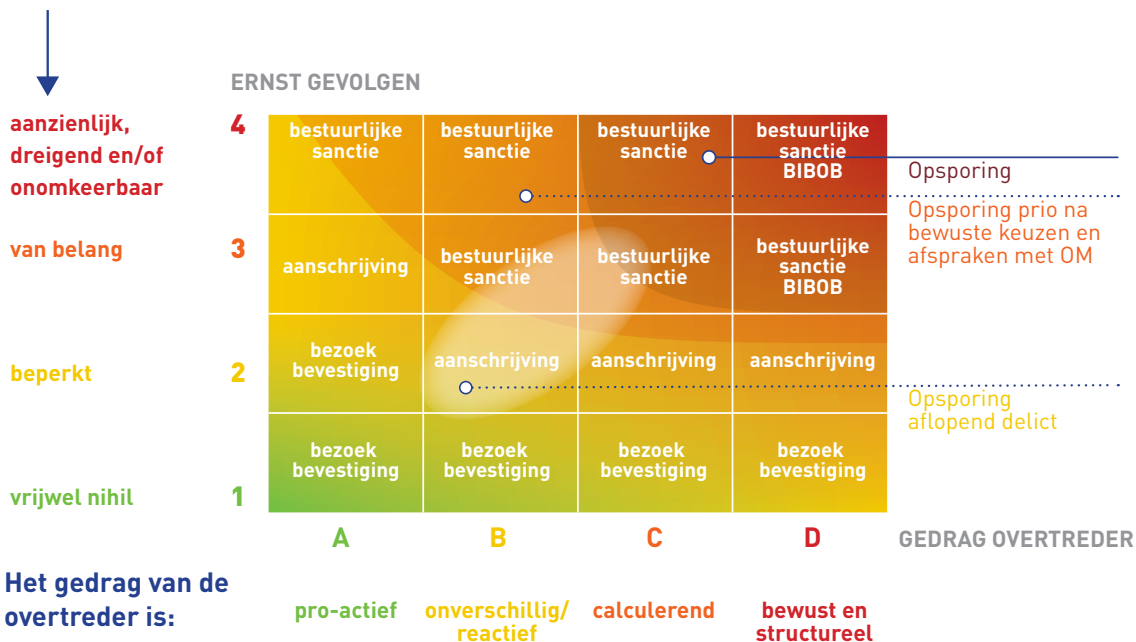 ERNST GEVOLGEN
aanzienlijk,
dreigend en/of
onomkeerbaar
4
bestuurlijke
sanctie
bestuurlijke
sanctie
bestuurlijke
sanctie
bestuurlijke
sanctie
BIBOB
Opsporing
Opsporing prio na
bewuste keuzen en
afspraken met OM
van belang
3
aanschrijving
bestuurlijke
sanctie
bestuurlijke
sanctie
bestuurlijke
sanctie
BIBOB
beperkt
2
bezoek
bevestiging
aanschrijving
aanschrijving
aanschrijving
Opsporing
aflopend delict
vrijwel nihil
1
bezoek
bevestiging
bezoek
bevestiging
bezoek
bevestiging
bezoek
bevestiging
A
B
C
D
GEDRAG OVERTREDER
Het gedrag van de
overtreder is:
pro-actief
onverschillig/
reactief
calculerend
bewust en
structureel